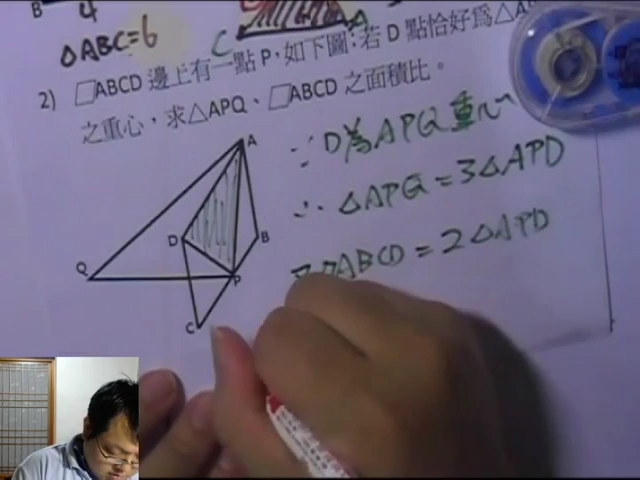 B 4
△ABC=6
C A
2) □ABCD 邊上有一點 P，如下圖；若 D 點恰好為△A
之重心，求△APQ、□ABCD 之面積比。
∵ D為APQ重心
∴ △APQ=3△APD
ABCD=2△APD
A
D
B
Q
P
C